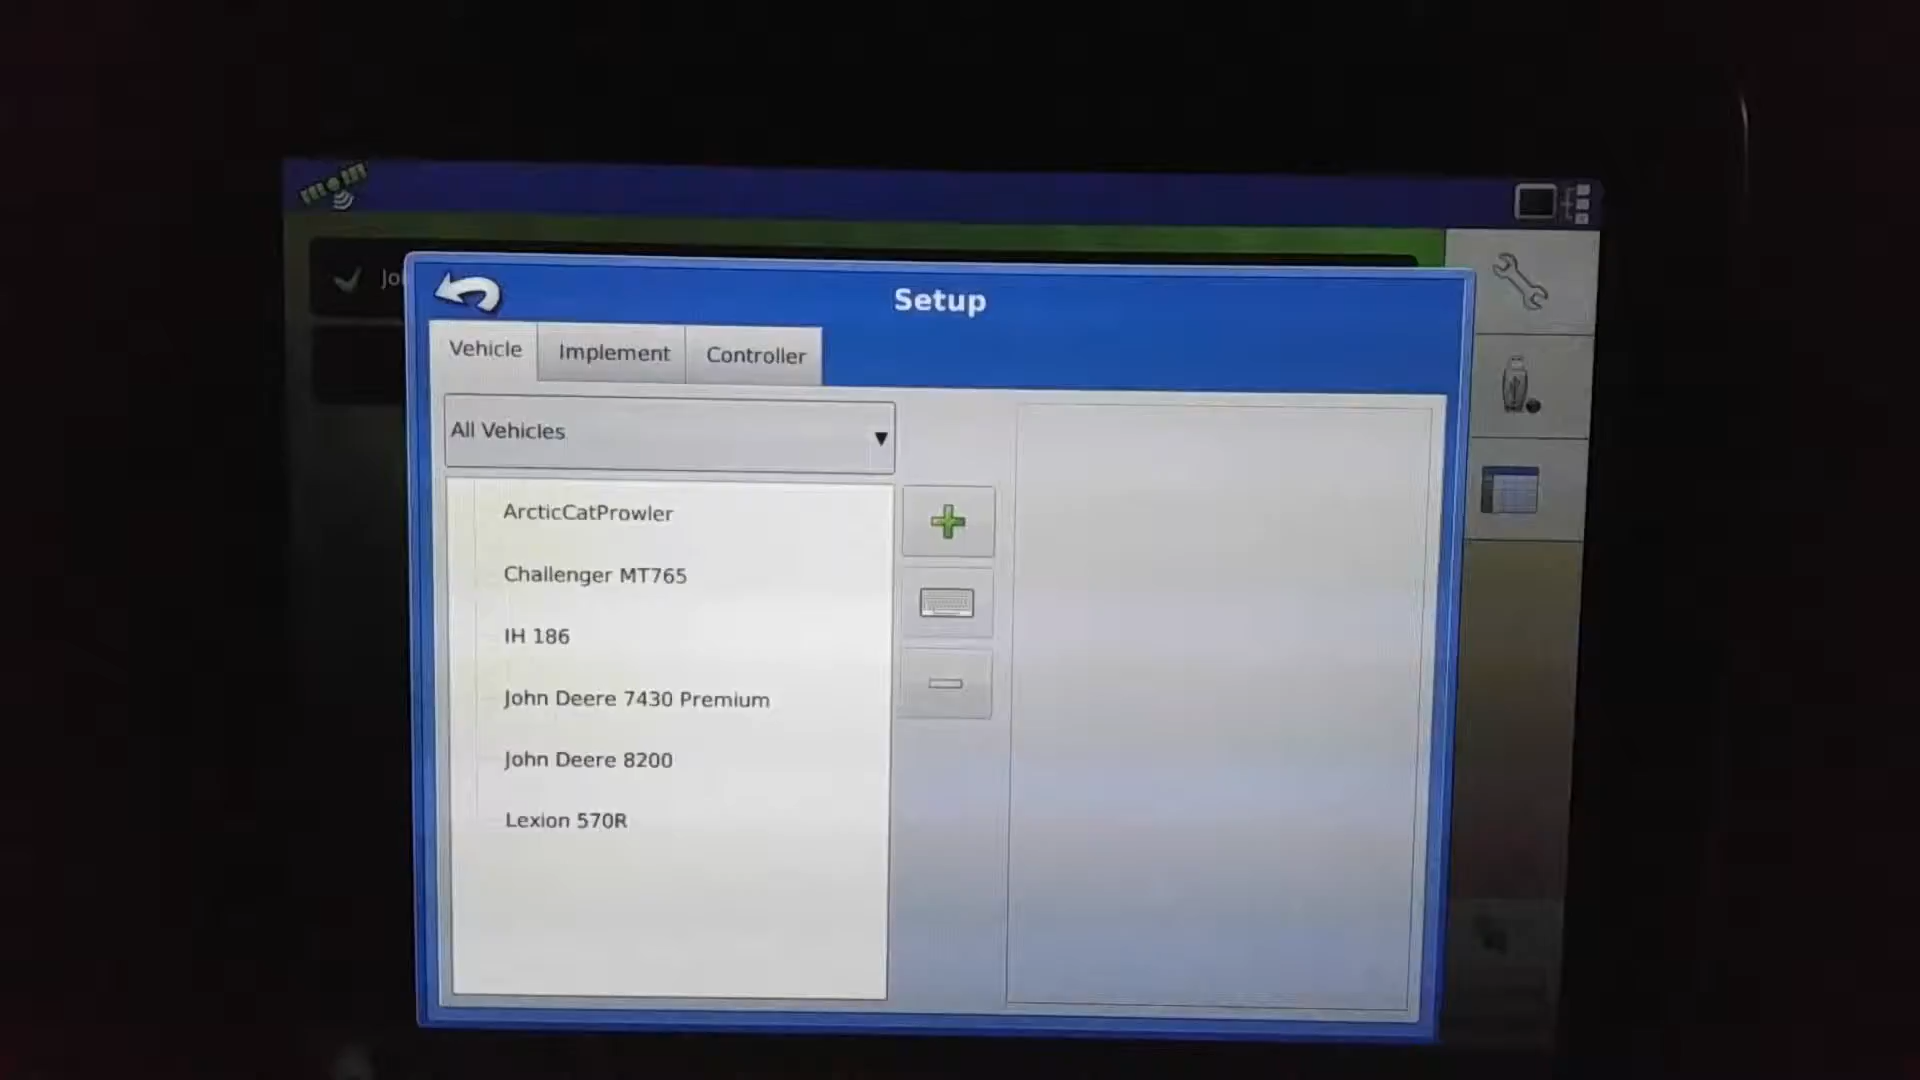 Setup
Vehicle Implement Controller
All Vehicles
ArcticCatProwler
Challenger MT765
IH 186
John Deere 7430 Premium
John Deere 8200
Lexion 570R